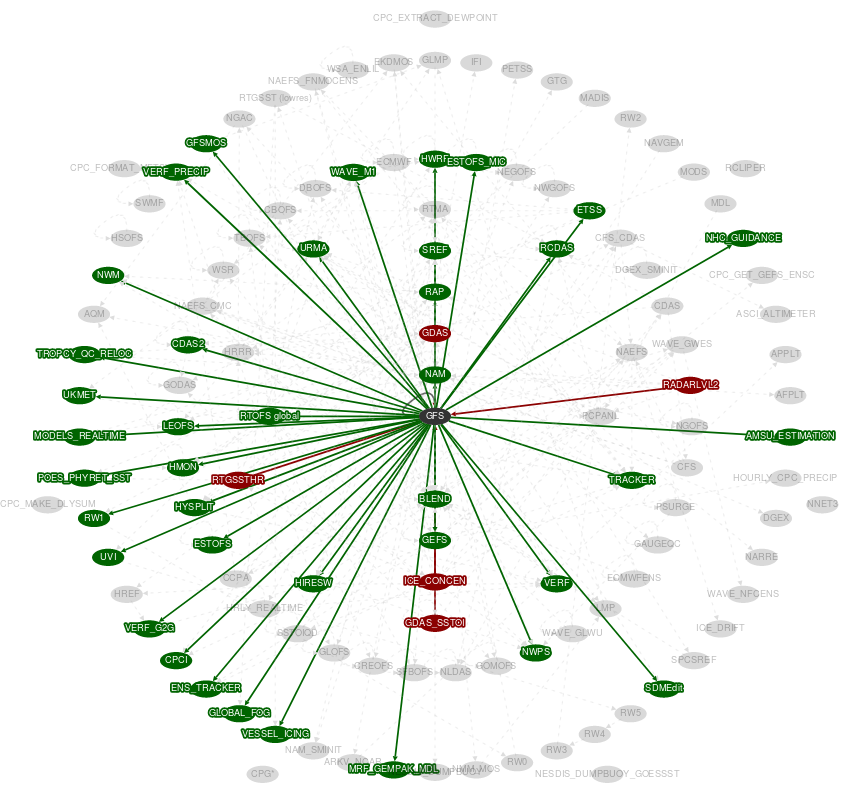 CPC_EXTRACT_DEWPOINT
EKDMOS
GLMP
IFI
WSA_ENLIL
PETSS
NAEFS_FNMOCENS
GTG
RTGSST (lowres)
MADIS
NGAC
RW2
GFSMOS
NAVGEM
HWRF
ESTOFS_MIC
ECMWF
CPC_FORMAT
VERF_PRECIP
WAVE_M1
NEGOFS
MODS
RCLIPER
DBOFS
NWGOFS
SWMF
MDL
CBOFS
RTMA
ETSS
HSOFS
TBOFS
CFS_CDAS
NHC_GUIDANCE
URMA
SREF
RCDAS
NWM
WSR
DGEX_SMINIT
CPC_GET_GEFS_ENSC
RAP
NAEFS_CMC
CDAS
AQM
ASCI_ALTIMETER
GDAS
CDAS2
WAVE_GWES
TROPCY_QC_RELOC
HRRR
NAEFS
APPLT
NAM
GODAS
RADARLVL2
UKMET
AFPLT
RTOFS global
GFS
PCPANL
LEOFS
NGOFS
MODELS_REALTIME
AMSU_ESTIMATION
HMON
CFS
POES_PHYRET_SST
RTGSSTHR
TRACKER
HOURLY_CPC_PRECIP
CPC_MAKE_DLYSUM
BLEND
HYSPLIT
PSURGE
NNET3
RW1
DGEX
GEFS
ESTOFS
GAUGEQC
UVI
NARRE
CCPA
HIRESW
ICE_CONCEN
VERF
ECMWFENS
HREF
WAVE_NFCENS
HRLY_REALTIME
GDAS_SSTOI
VERF_G2G
SSTOIQD
WAVE_GLWU
ICE_DRIFT
GLOFS
NWPS
CPCI
CREOFS
SFBOFS
NLDAS
GOMOFS
SPCSREF
ENS_TRACKER
SDMEdit
GLOBAL_FOG
RW5
VESSEL_ICING
RW4
NAM_SMINIT
RW3
ARKV_NCAR
RW0
MRF_GEMPAK_MDL
NMM_MOS
CPG*
NESDIS_DUMPBUOY_GOESSST